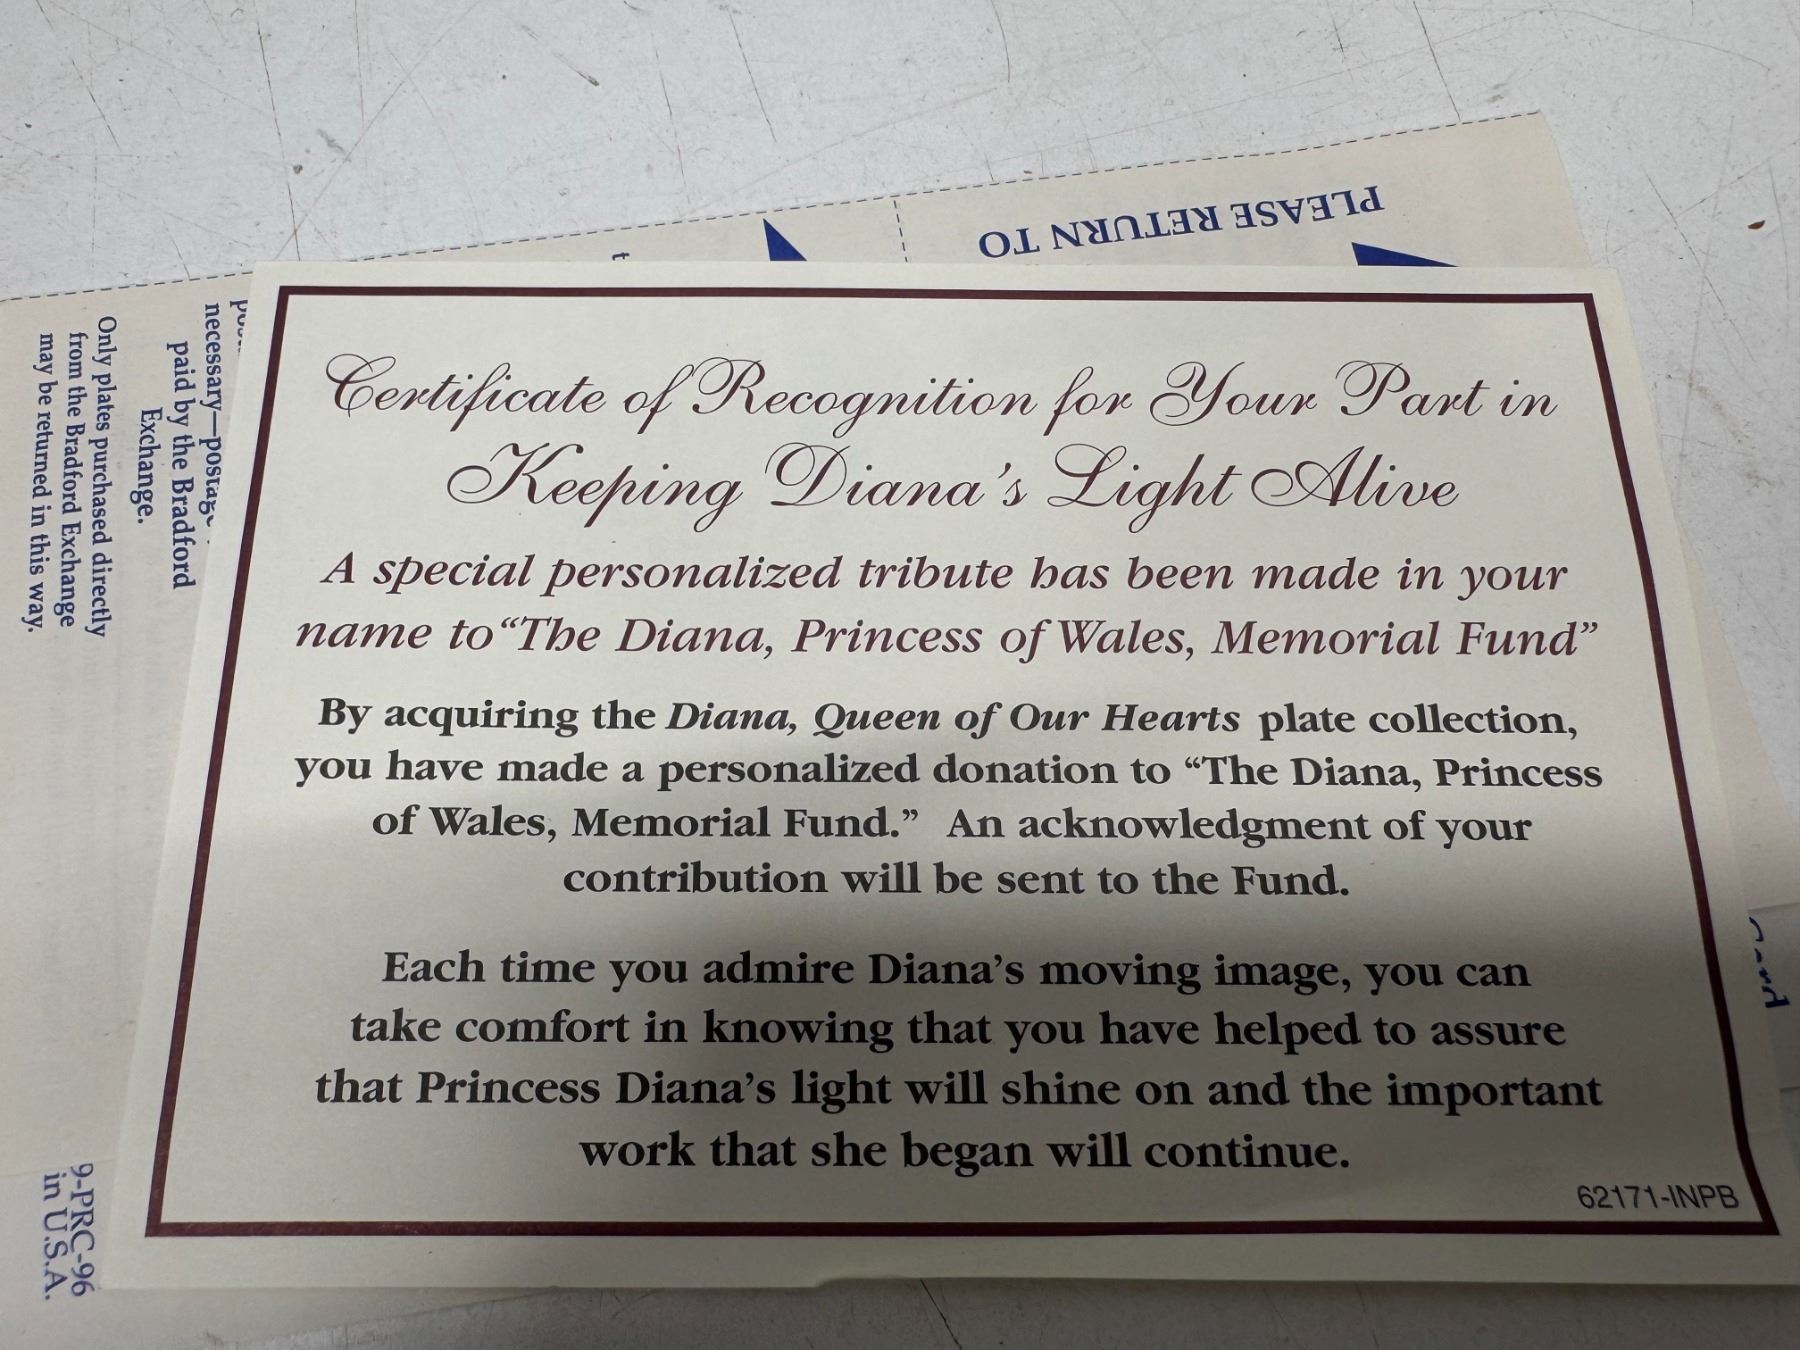 PLEASE RETURN TO
necessary—postage
paid by the Bradford
Exchange.
Only plates purchased directly
from the Bradford Exchange
may be returned in this way.
9-PRC-96
in U.S.A.
Certificate of Recognition for Your Part in
Keeping Diana's Light Alive
A special personalized tribute has been made in your
name to “The Diana, Princess of Wales, Memorial Fund”
By acquiring the Diana, Queen of Our Hearts plate collection,
you have made a personalized donation to “The Diana, Princess
of Wales, Memorial Fund.” An acknowledgment of your
contribution will be sent to the Fund.
Each time you admire Diana’s moving image, you can
take comfort in knowing that you have helped to assure
that Princess Diana’s light will shine on and the important
work that she began will continue.
62171-INPB